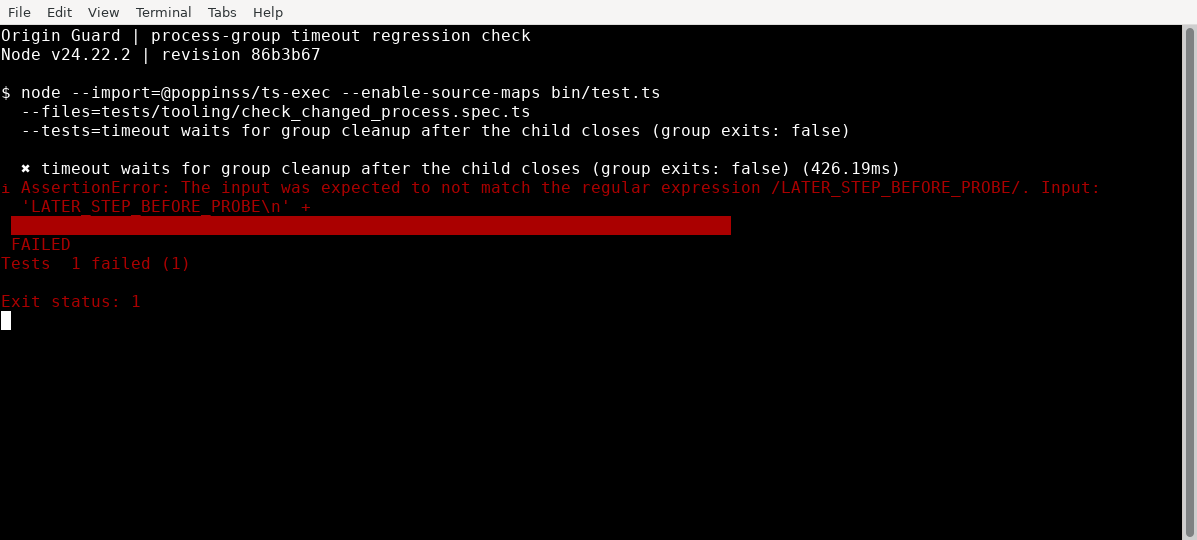 File Edit View Terminal Tabs Help
Origin Guard | process-group timeout regression check
Node v24.22.2 | revision 86b3b67
$ node --import=@poppinss/ts-exec --enable-source-maps bin/test.ts
--files=tests/tooling/check_changed_process.spec.ts
--tests=timeout waits for group cleanup after the child closes (group exits: false)
✖ timeout waits for group cleanup after the child closes (group exits: false) (426.19ms)
ℹ AssertionError: The input was expected to not match the regular expression /LATER_STEP_BEFORE_PROBE/. Input:
'LATER_STEP_BEFORE_PROBE\n' +
FAILED
Tests  1 failed (1)
Exit status: 1